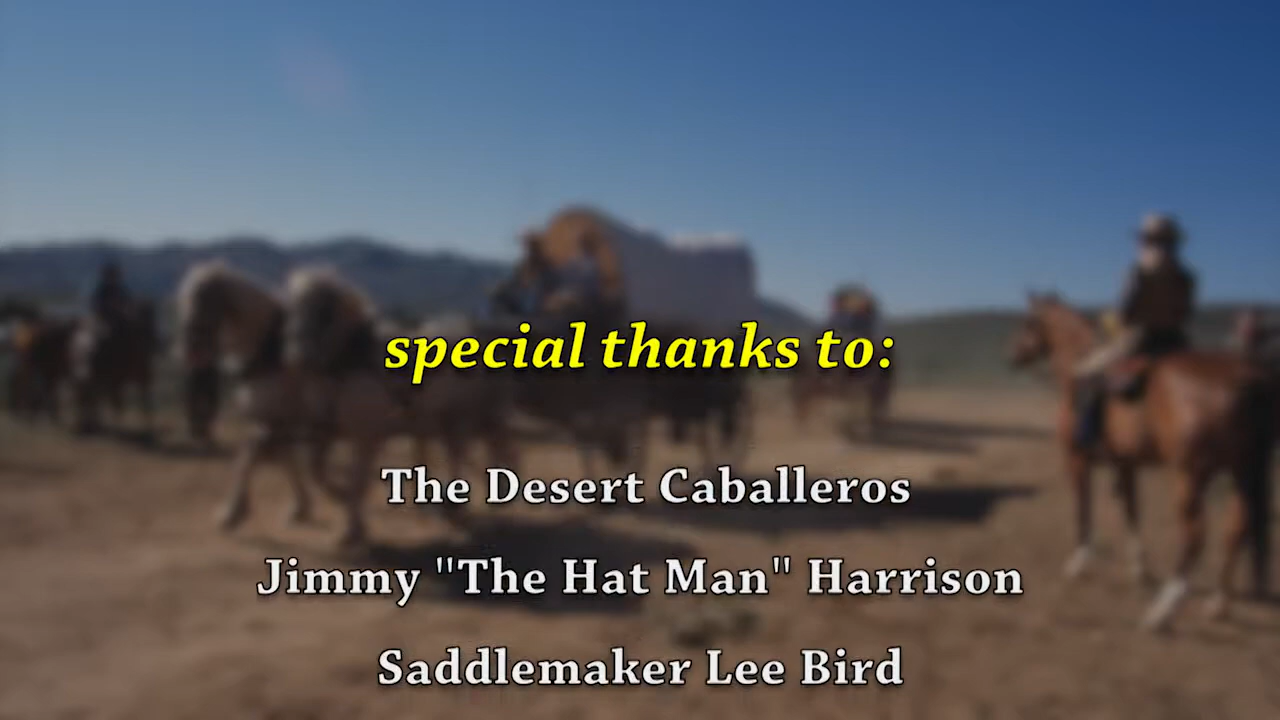 special thanks to:
The Desert Caballeros
Jimmy "The Hat Man" Harrison
Saddlemaker Lee Bird